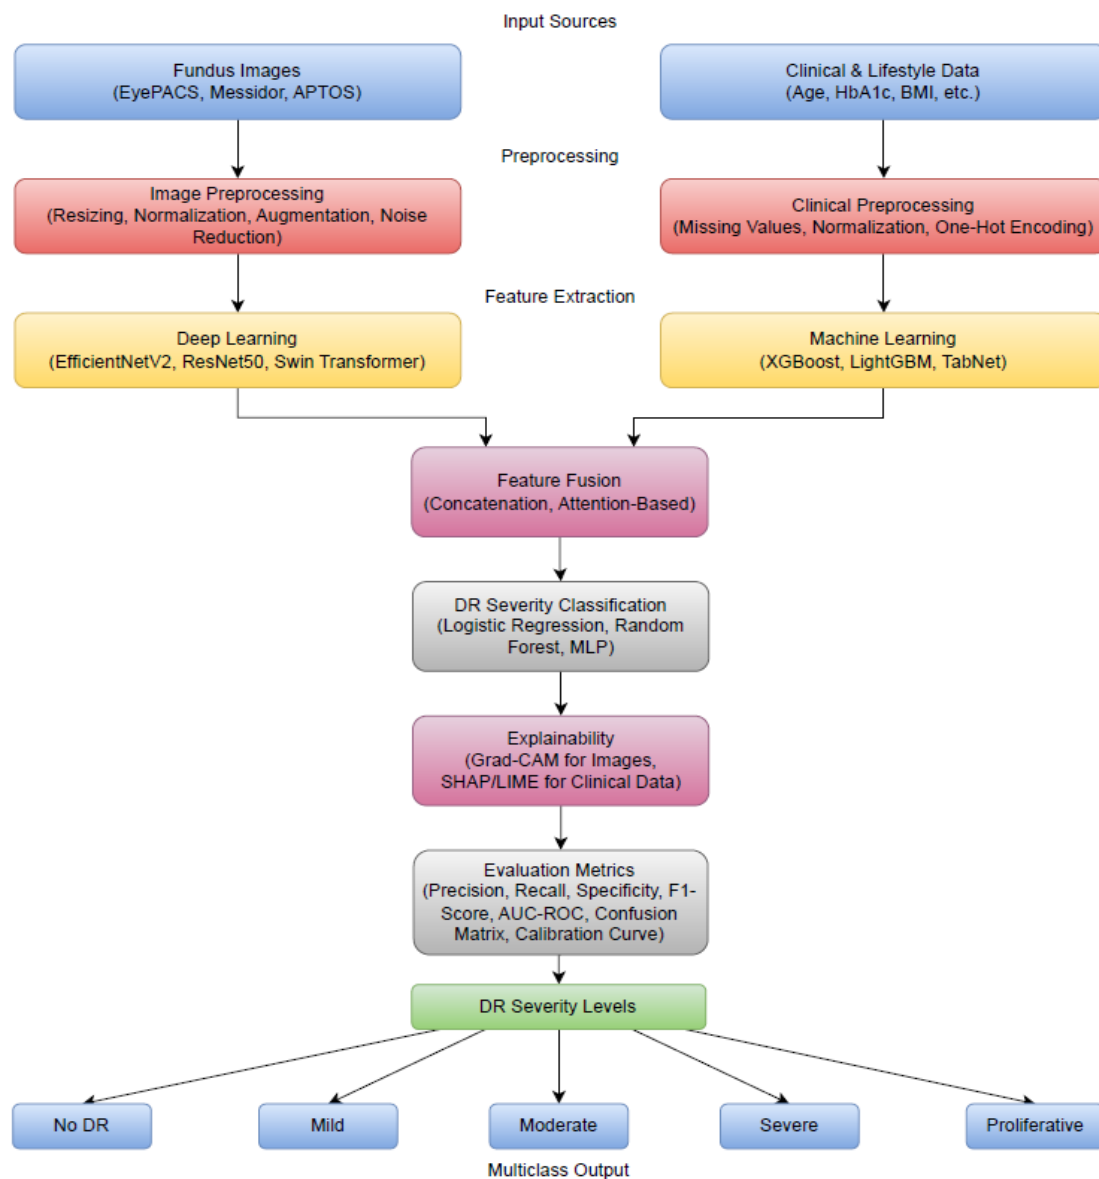 Input Sources
Fundus Images
(EyePACS, Messidor, APTOS)
Clinical & Lifestyle Data
(Age, HbA1c, BMI, etc.)
Preprocessing
Image Preprocessing
(Resizing, Normalization, Augmentation, Noise
Reduction)
Clinical Preprocessing
(Missing Values, Normalization, One-Hot Encoding)
Feature Extraction
Deep Learning
(EfficientNetV2, ResNet50, Swin Transformer)
Machine Learning
(XGBoost, LightGBM, TabNet)
Feature Fusion
(Concatenation, Attention-Based)
DR Severity Classification
(Logistic Regression, Random
Forest, MLP)
Explainability
(Grad-CAM for Images,
SHAP/LIME for Clinical Data)
Evaluation Metrics
(Precision, Recall, Specificity, F1-
Score, AUC-ROC, Confusion
Matrix, Calibration Curve)
DR Severity Levels
No DR
Mild
Moderate
Severe
Proliferative
Multiclass Output